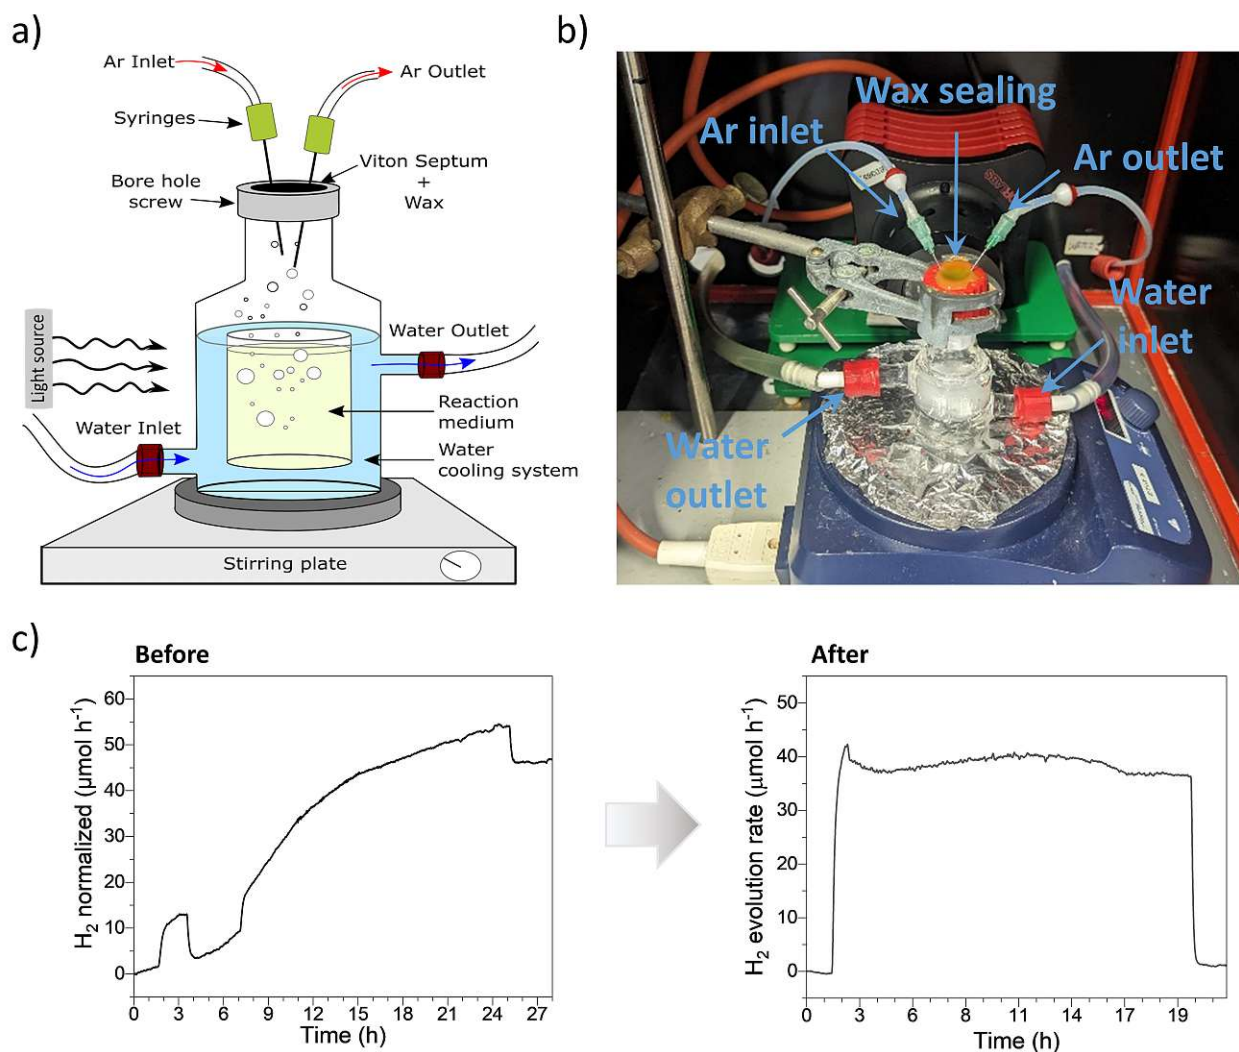 a)
Ar Inlet
Ar Outlet
Syringes
Viton Septum
+
Wax
Bore hole
screw
Light source
Water Outlet
Water Inlet
Reaction
medium
Water
cooling system
Stirring plate
b)
Wax sealing
Ar inlet
Ar outlet
Water
inlet
Water
outlet
c)
Before
H₂ normalized (µmol h⁻¹)
60
50
40
30
20
10
0
0 3 6 9 12 15 18 21 24 27
Time (h)
After
H₂ evolution rate (µmol h⁻¹)
50
40
30
20
10
0
0 3 6 8 11 14 17 19
Time (h)